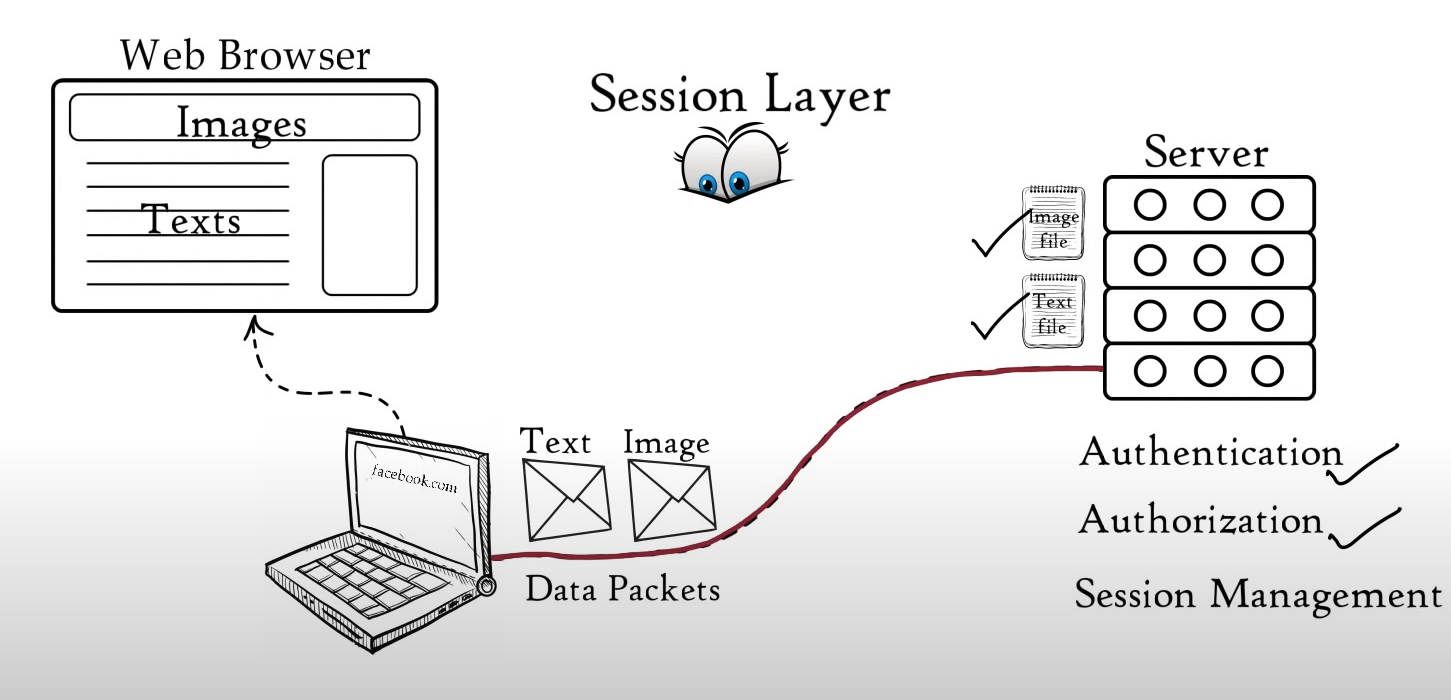 Web Browser
Images
Texts
Session Layer
Server
Image
file
Text
file
facebook.com
Text
Image
Data Packets
Authentication
Authorization
Session Management